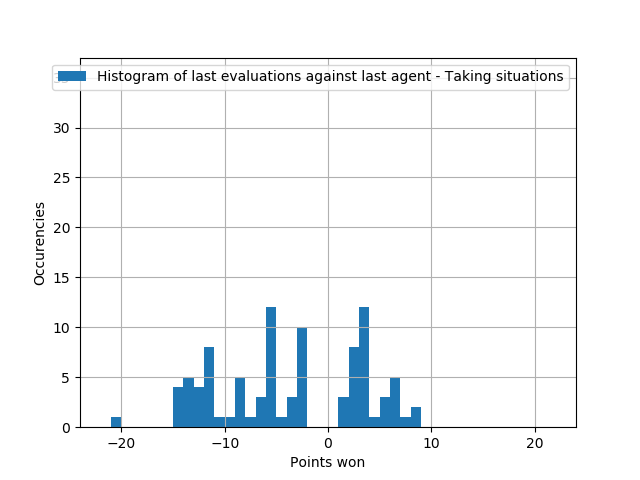 Histogram of last evaluations against last agent - Taking situations
35
30
25
20
15
10
5
0
Occurencies
−20 −10 0 10 20
Points won